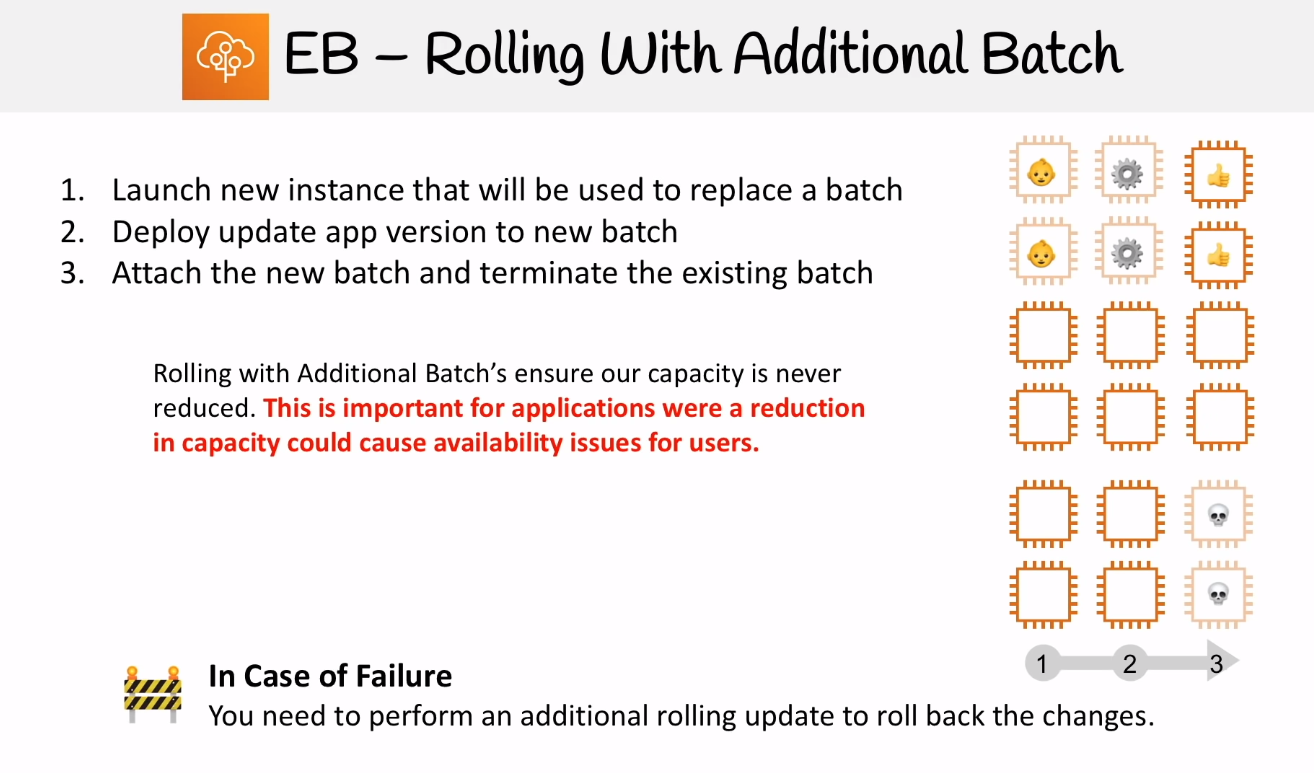 EB – Rolling With Additional Batch
1. Launch new instance that will be used to replace a batch
2. Deploy update app version to new batch
3. Attach the new batch and terminate the existing batch
Rolling with Additional Batch’s ensure our capacity is never
reduced. This is important for applications were a reduction
in capacity could cause availability issues for users.
1 2 3
In Case of Failure
You need to perform an additional rolling update to roll back the changes.